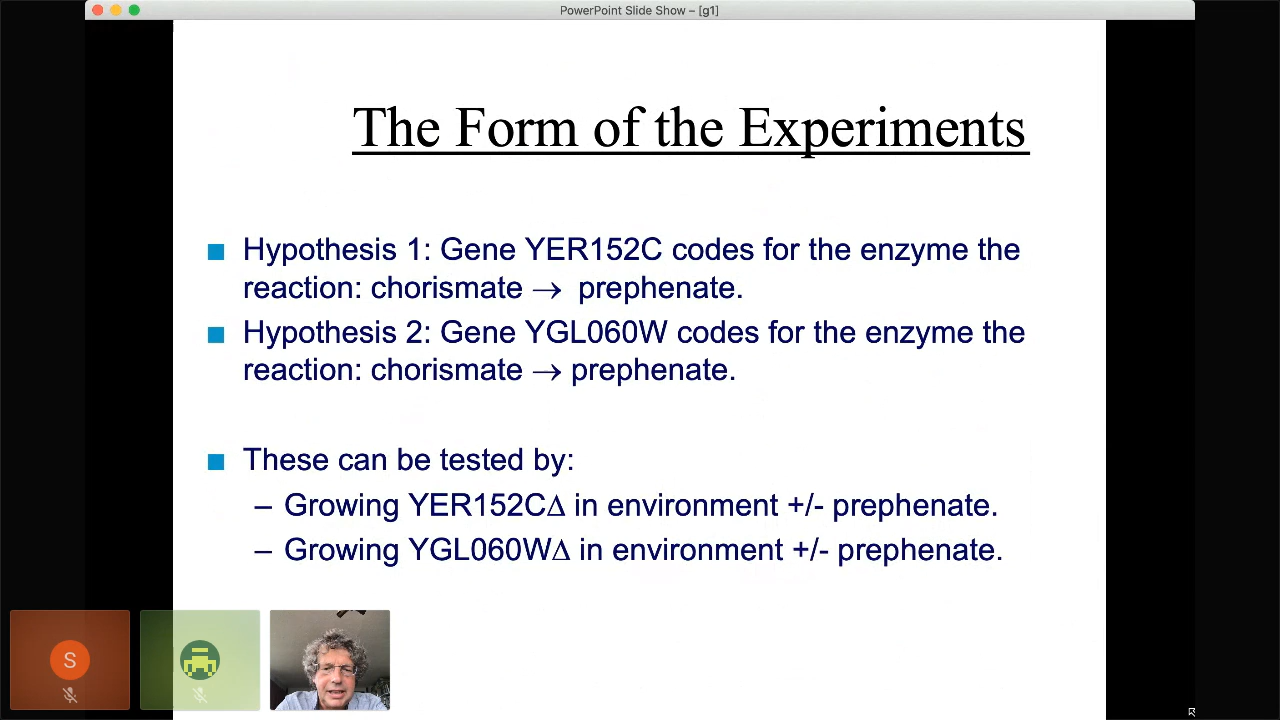 PowerPoint Slide Show – [g1]
The Form of the Experiments
Hypothesis 1: Gene YER152C codes for the enzyme the
reaction: chorismate → prephenate.
Hypothesis 2: Gene YGL060W codes for the enzyme the
reaction: chorismate → prephenate.
These can be tested by:
– Growing YER152C∆ in environment +/- prephenate.
– Growing YGL060W∆ in environment +/- prephenate.
S